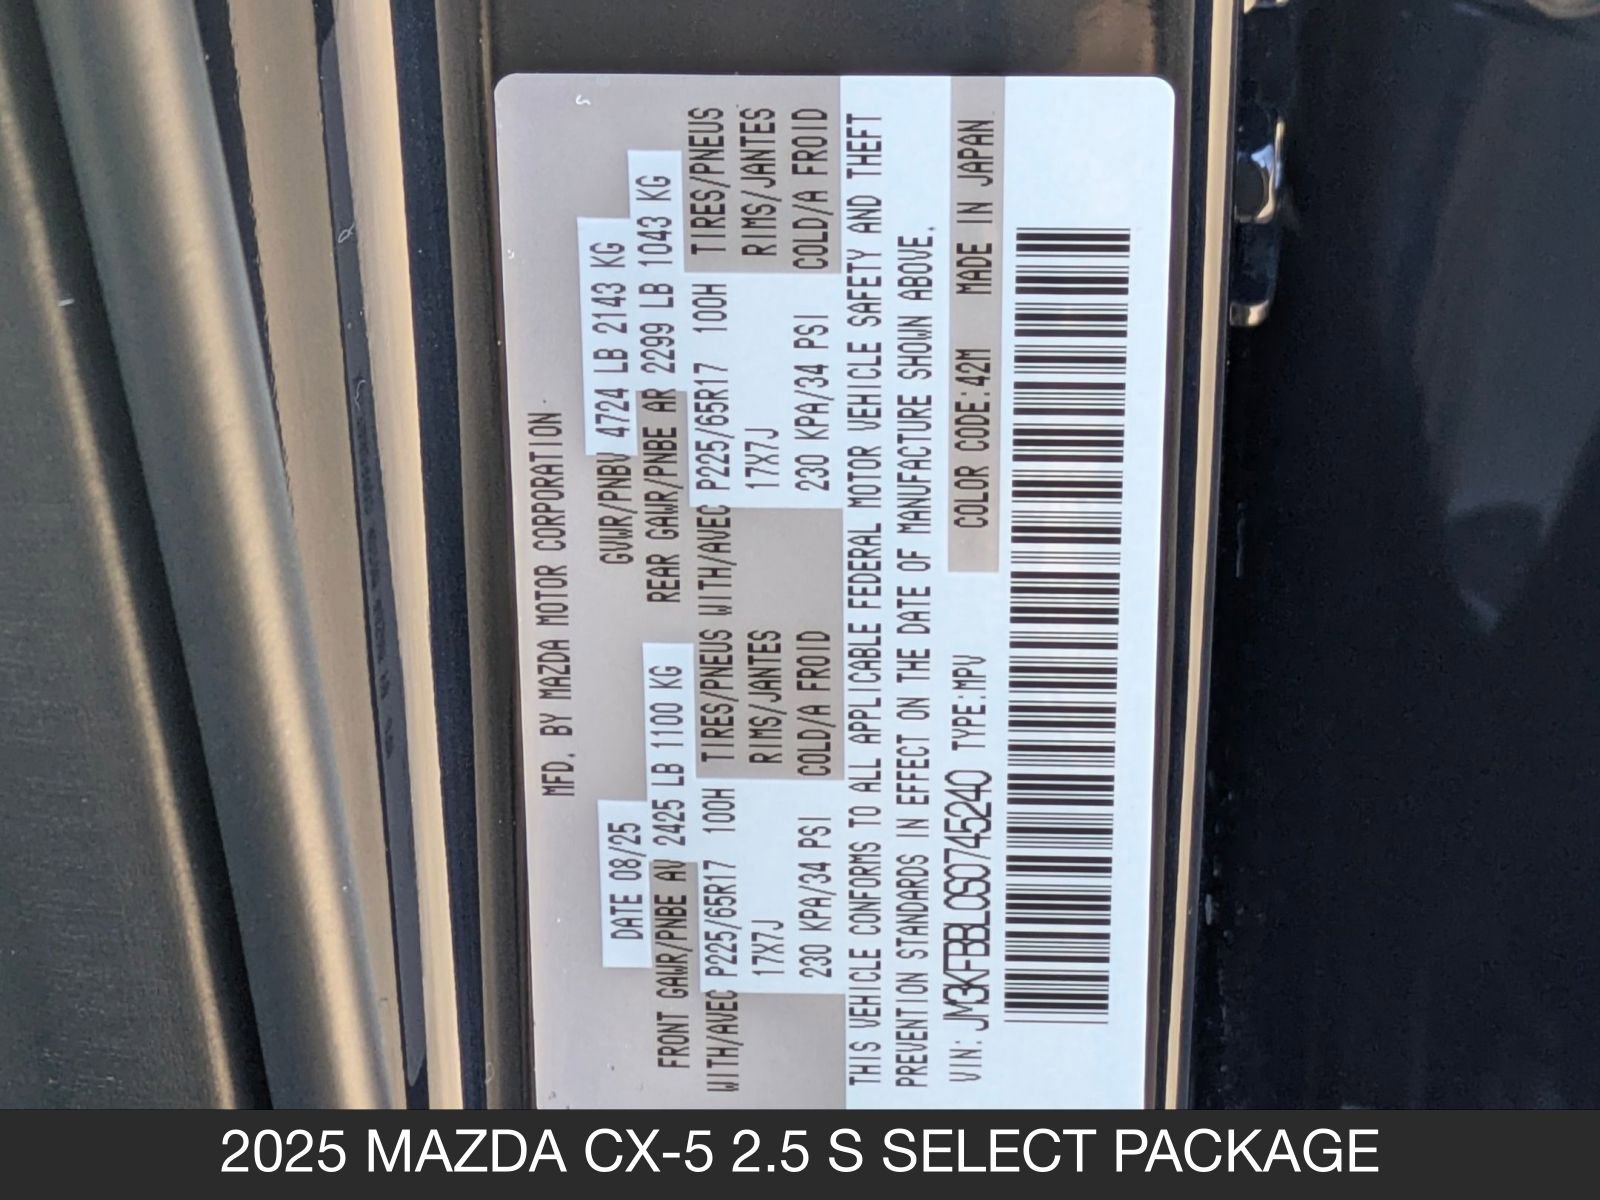 MFD. BY MAZDA MOTOR CORPORATION
DATE 08/25 GVWR/PNBV 4724 LB 2143 KG
FRONT GAWR/PNBE AV 2425 LB 1100 KG REAR GAWR/PNBE AR 2299 LB 1043 KG
WITH/AVEC P225/65R17 100H TIRES/PNEUS WITH/AVEC P225/65R17 100H TIRES/PNEUS
17X7J RIMS/JANTES 17X7J RIMS/JANTES
230 KPA/34 PSI COLD/A FROID 230 KPA/34 PSI COLD/A FROID
THIS VEHICLE CONFORMS TO ALL APPLICABLE FEDERAL MOTOR VEHICLE SAFETY AND THEFT
PREVENTION STANDARDS IN EFFECT ON THE DATE OF MANUFACTURE SHOWN ABOVE.
VIN: JM3KFBBL0S0745240 TYPE:MPV COLOR CODE:42M MADE IN JAPAN
2025 MAZDA CX-5 2.5 S SELECT PACKAGE